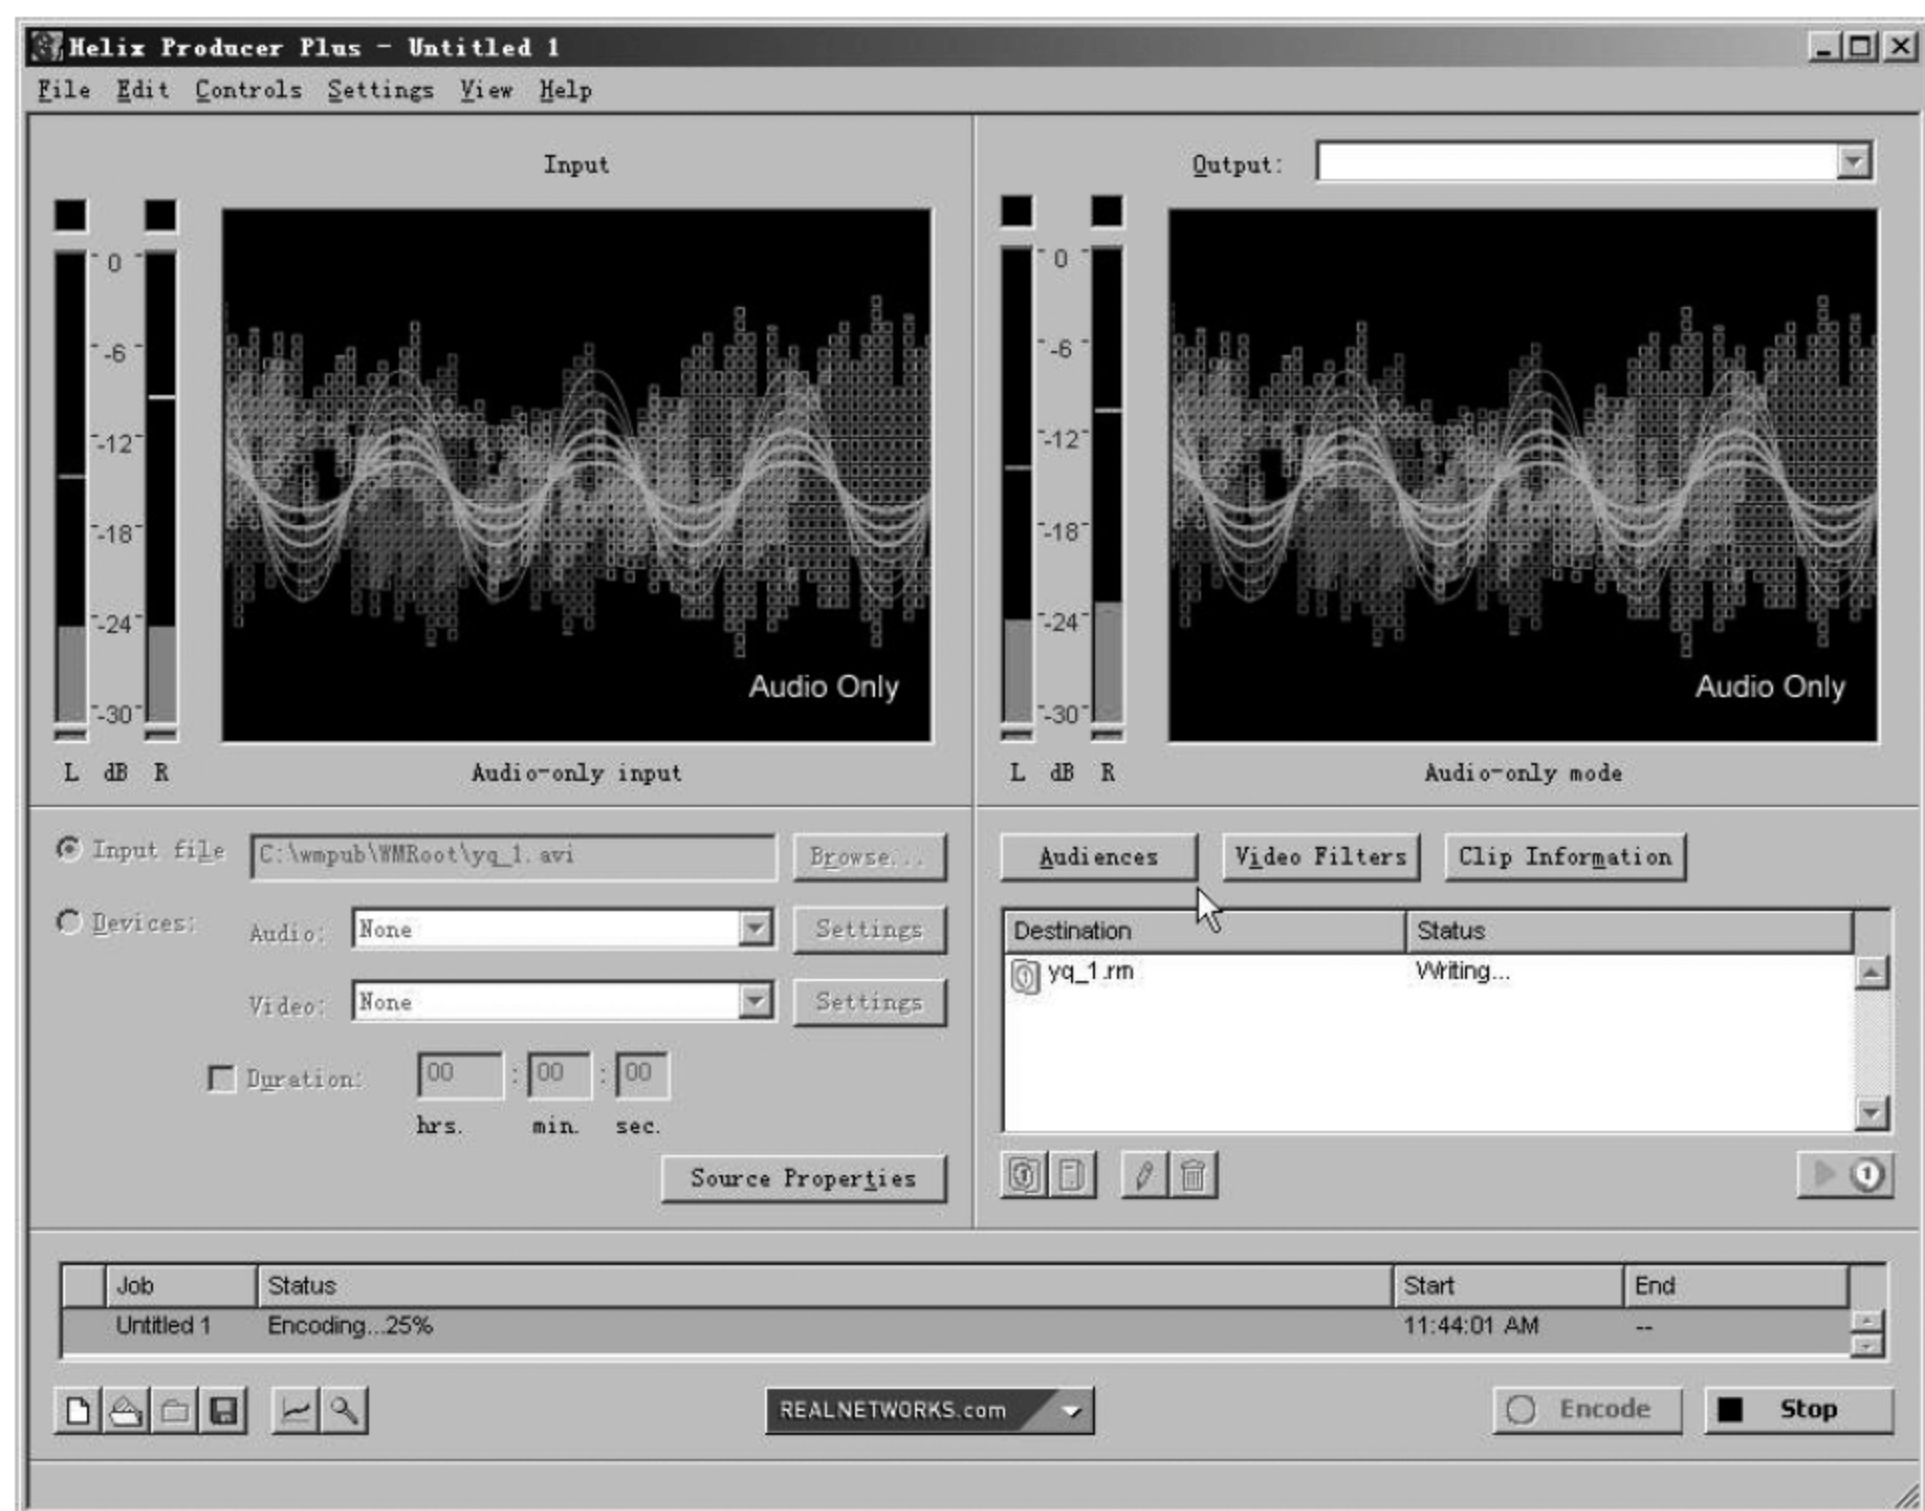 Helix Producer Plus - Untitled 1
File Edit Controls Settings View Help
Input
0
-6
-12
-18
-24
-30
L dB R
Audio Only
Audio-only input
Output:
0
-6
-12
-18
-24
-30
L dB R
Audio Only
Audio-only mode
Input file C:\wmpub\WMRoot\yq_1.avi Browse...
Devices: Audio: None Settings
Video: None Settings
Duration: 00 : 00 : 00
hrs. min. sec.
Source Properties
Audiences Video Filters Clip Information
Destination Status
yq_1.rm Writing...
Job Status Start End
Untitled 1 Encoding...25% 11:44:01 AM --
REALNETWORKS.com
Encode Stop